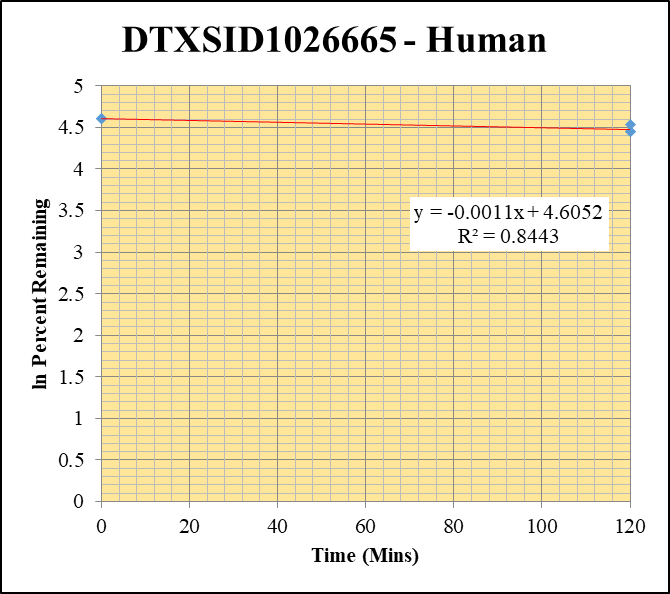 DTXSID1026665 - Human
5
4.5
4
3.5
3
2.5
2
1.5
1
0.5
0
ln Percent Remaining
y = -0.0011x + 4.6052
R² = 0.8443
0 20 40 60 80 100 120
Time (Mins)